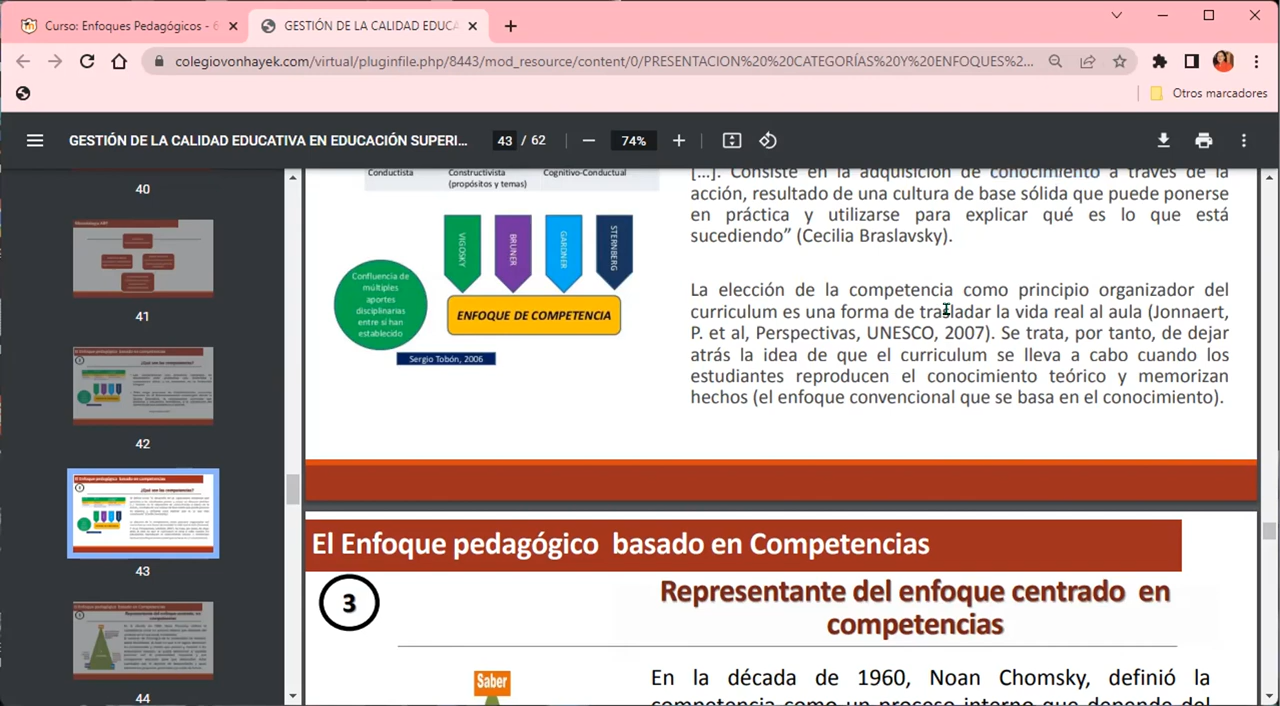 Curso: Enfoques Pedagógicos - 6
GESTIÓN DE LA CALIDAD EDUCA
colegiovonhayek.com/virtual/pluginfile.php/8443/mod_resource/content/0/PRESENTACION%20%20CATEGORÍAS%20Y%20ENFOQUES%2...
Otros marcadores
GESTIÓN DE LA CALIDAD EDUCATIVA EN EDUCACIÓN SUPERI...
43 / 62
74%
40
41
42
43
44
Conductista
Constructivista
(propósitos y temas)
Cognitivo-Conductual
VIGOSKY
BRUNER
GARDNER
STERNBERG
Confluencia de
múltiples
aportes
disciplinarias
entre sí han
establecido
ENFOQUE DE COMPETENCIA
Sergio Tobón, 2006
[...]. Consiste en la adquisición de conocimiento a través de la
acción, resultado de una cultura de base sólida que puede ponerse
en práctica y utilizarse para explicar qué es lo que está
sucediendo” (Cecilia Braslavsky).
La elección de la competencia como principio organizador del
curriculum es una forma de trasladar la vida real al aula (Jonnaert,
P. et al, Perspectivas, UNESCO, 2007). Se trata, por tanto, de dejar
atrás la idea de que el curriculum se lleva a cabo cuando los
estudiantes reproducen el conocimiento teórico y memorizan
hechos (el enfoque convencional que se basa en el conocimiento).
El Enfoque pedagógico basado en Competencias
3
Representante del enfoque centrado en
competencias
Saber
En la década de 1960, Noan Chomsky, definió la
competencia como un proceso interno que depende del